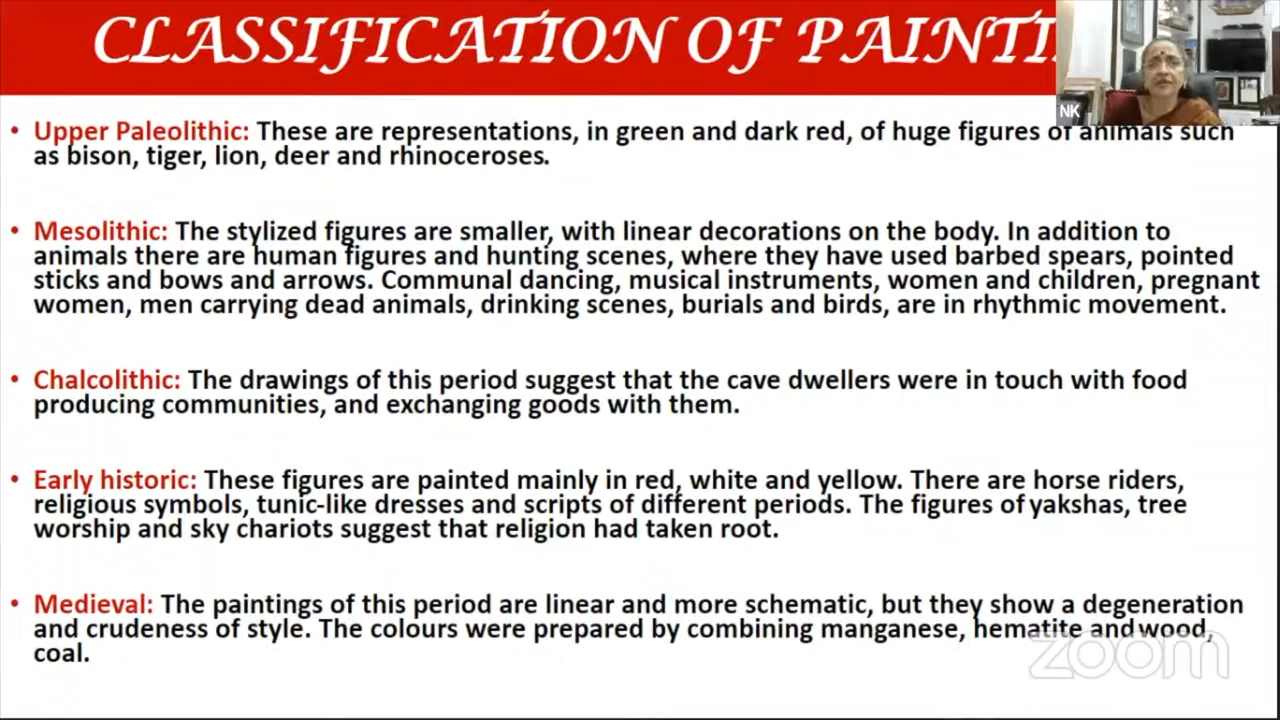 CLASSIFICATION OF PAINTI
NK
• Upper Paleolithic: These are representations, in green and dark red, of huge figures of animals such
as bison, tiger, lion, deer and rhinoceroses.
• Mesolithic: The stylized figures are smaller, with linear decorations on the body. In addition to
animals there are human figures and hunting scenes, where they have used barbed spears, pointed
sticks and bows and arrows. Communal dancing, musical instruments, women and children, pregnant
women, men carrying dead animals, drinking scenes, burials and birds, are in rhythmic movement.
• Chalcolithic: The drawings of this period suggest that the cave dwellers were in touch with food
producing communities, and exchanging goods with them.
• Early historic: These figures are painted mainly in red, white and yellow. There are horse riders,
religious symbols, tunic-like dresses and scripts of different periods. The figures of yakshas, tree
worship and sky chariots suggest that religion had taken root.
• Medieval: The paintings of this period are linear and more schematic, but they show a degeneration
and crudeness of style. The colours were prepared by combining manganese, hematite and wood,
coal.
zoom